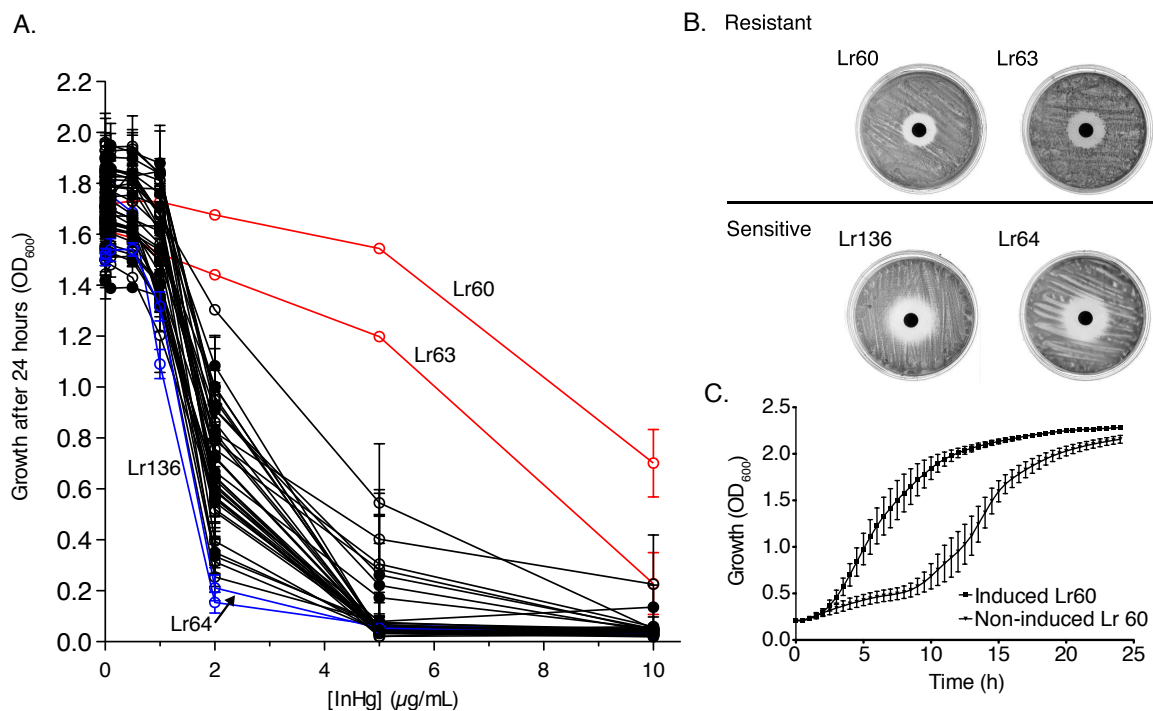 A.
Growth after 24 hours (OD600)
2.2
2.0
1.8
1.6
1.4
1.2
1.0
0.8
0.6
0.4
0.2
0.0
0
2
4
6
8
10
[InHg] (µg/mL)
Lr60
Lr63
Lr136
Lr64
B.
Resistant
Lr60
Lr63
Sensitive
Lr136
Lr64
C.
Growth (OD600)
2.5
2.0
1.5
1.0
0.5
0.0
0
5
10
15
20
25
Time (h)
Induced Lr60
Non-induced Lr 60